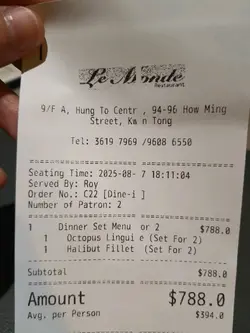 Le Monde
Restaurant
9/F A, Hung To Centr , 94-96 How Ming
Street, Kw n Tong
Tel: 3619 7969 /9608 6550
Seating Time: 2025-08- 7 18:11:04
Served By: Roy
Order No.: C22 [Dine-i ]
Number of Patron: 2
1 Dinner Set Menu or 2 $788.0
1 Octopus Lingui e (Set For 2)
1 Halibut Fillet (Set For 2)
Subtotal $788.0
Amount $788.0
Avg. per Person $394.0